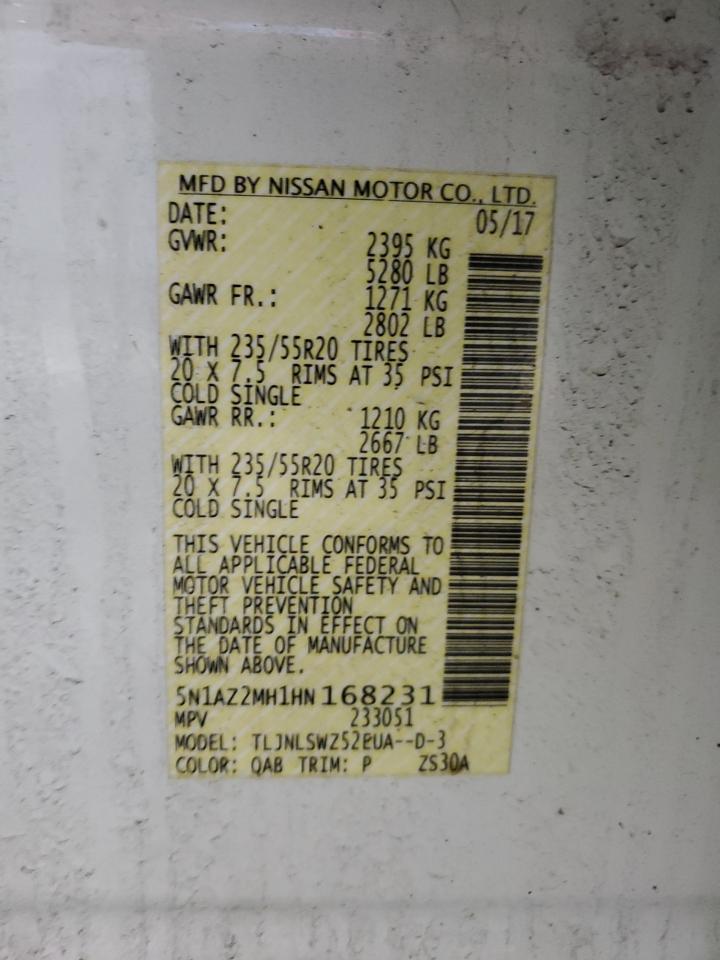 MFD BY NISSAN MOTOR CO., LTD.
DATE: 05/17
GVWR: 2395 KG
5280 LB
GAWR FR.: 1271 KG
2802 LB
WITH 235/55R20 TIRES
20 X 7.5 RIMS AT 35 PSI
COLD SINGLE
GAWR RR.: 1210 KG
2667 LB
WITH 235/55R20 TIRES
20 X 7.5 RIMS AT 35 PSI
COLD SINGLE
THIS VEHICLE CONFORMS TO
ALL APPLICABLE FEDERAL
MOTOR VEHICLE SAFETY AND
THEFT PREVENTION
STANDARDS IN EFFECT ON
THE DATE OF MANUFACTURE
SHOWN ABOVE.
5N1AZ2MH1HN168231
MPV 233051
MODEL: TLJNLSWZ52EUA--D-3
COLOR: QAB TRIM: P ZS30A